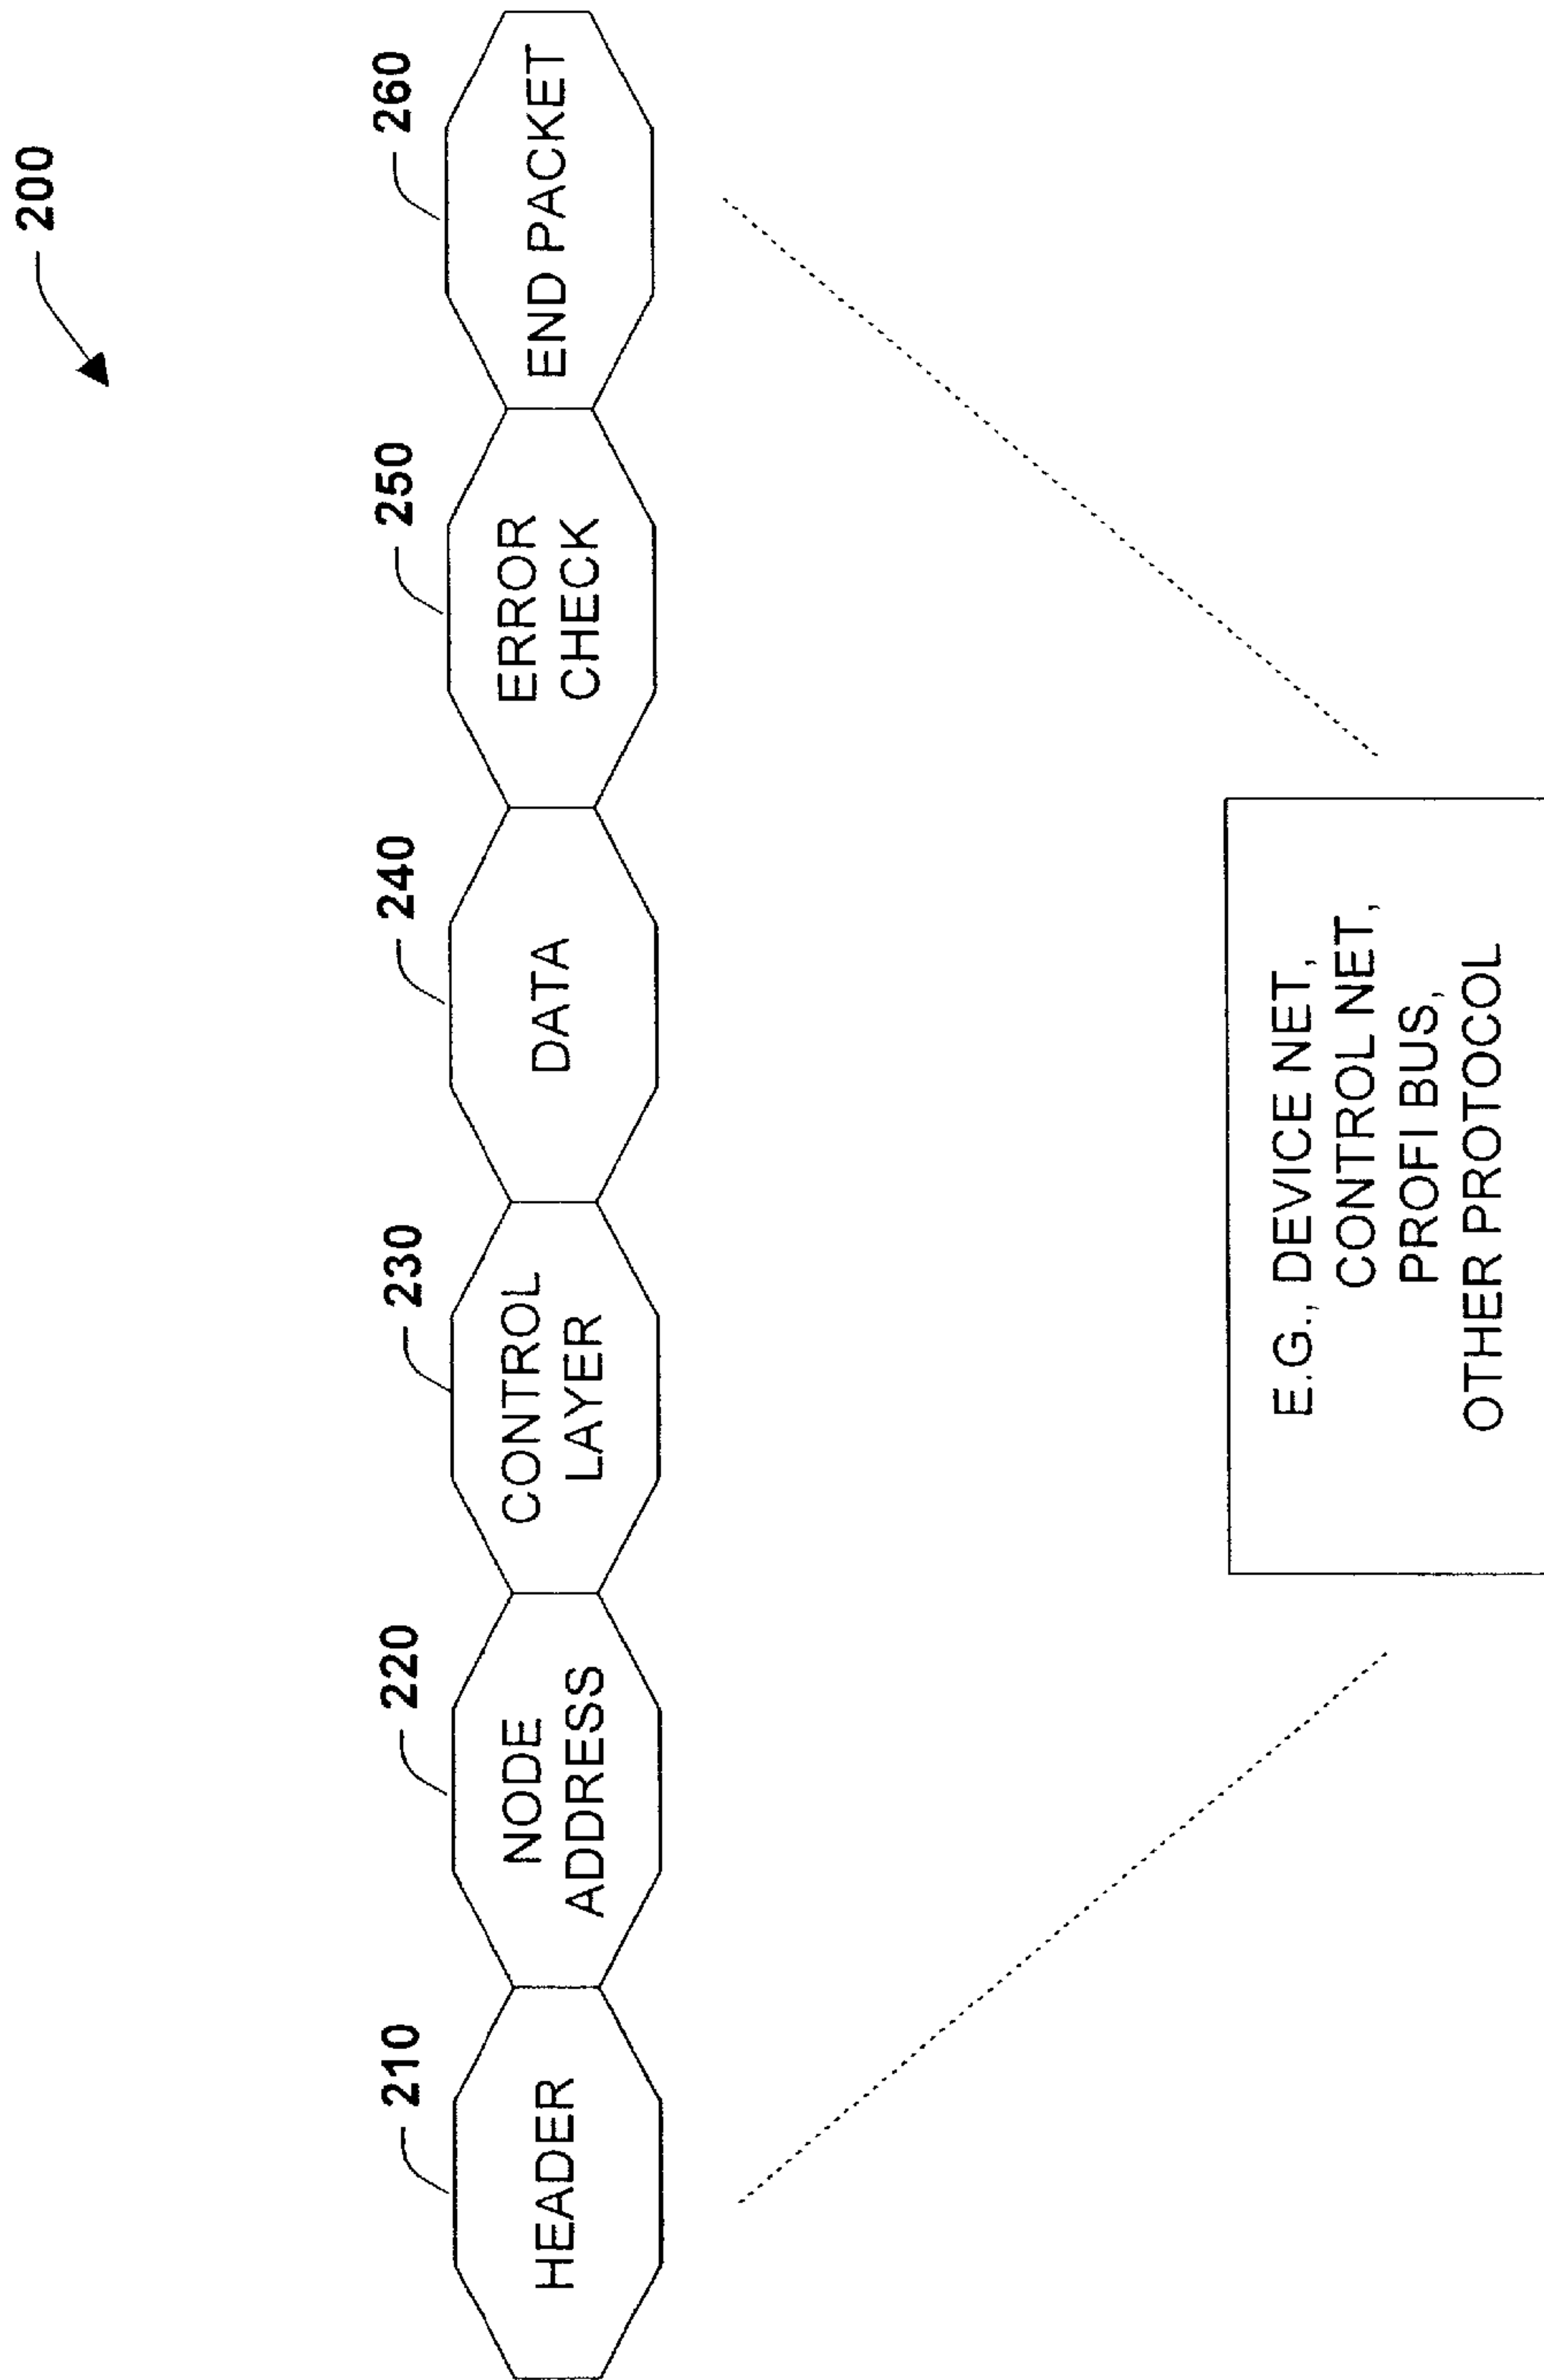 200
210
220
230
240
250
260
HEADER
NODE
ADDRESS
CONTROL
LAYER
DATA
ERROR
CHECK
END PACKET
E.G., DEVICE NET,
CONTROL NET,
PROFI BUS,
OTHER PROTOCOL